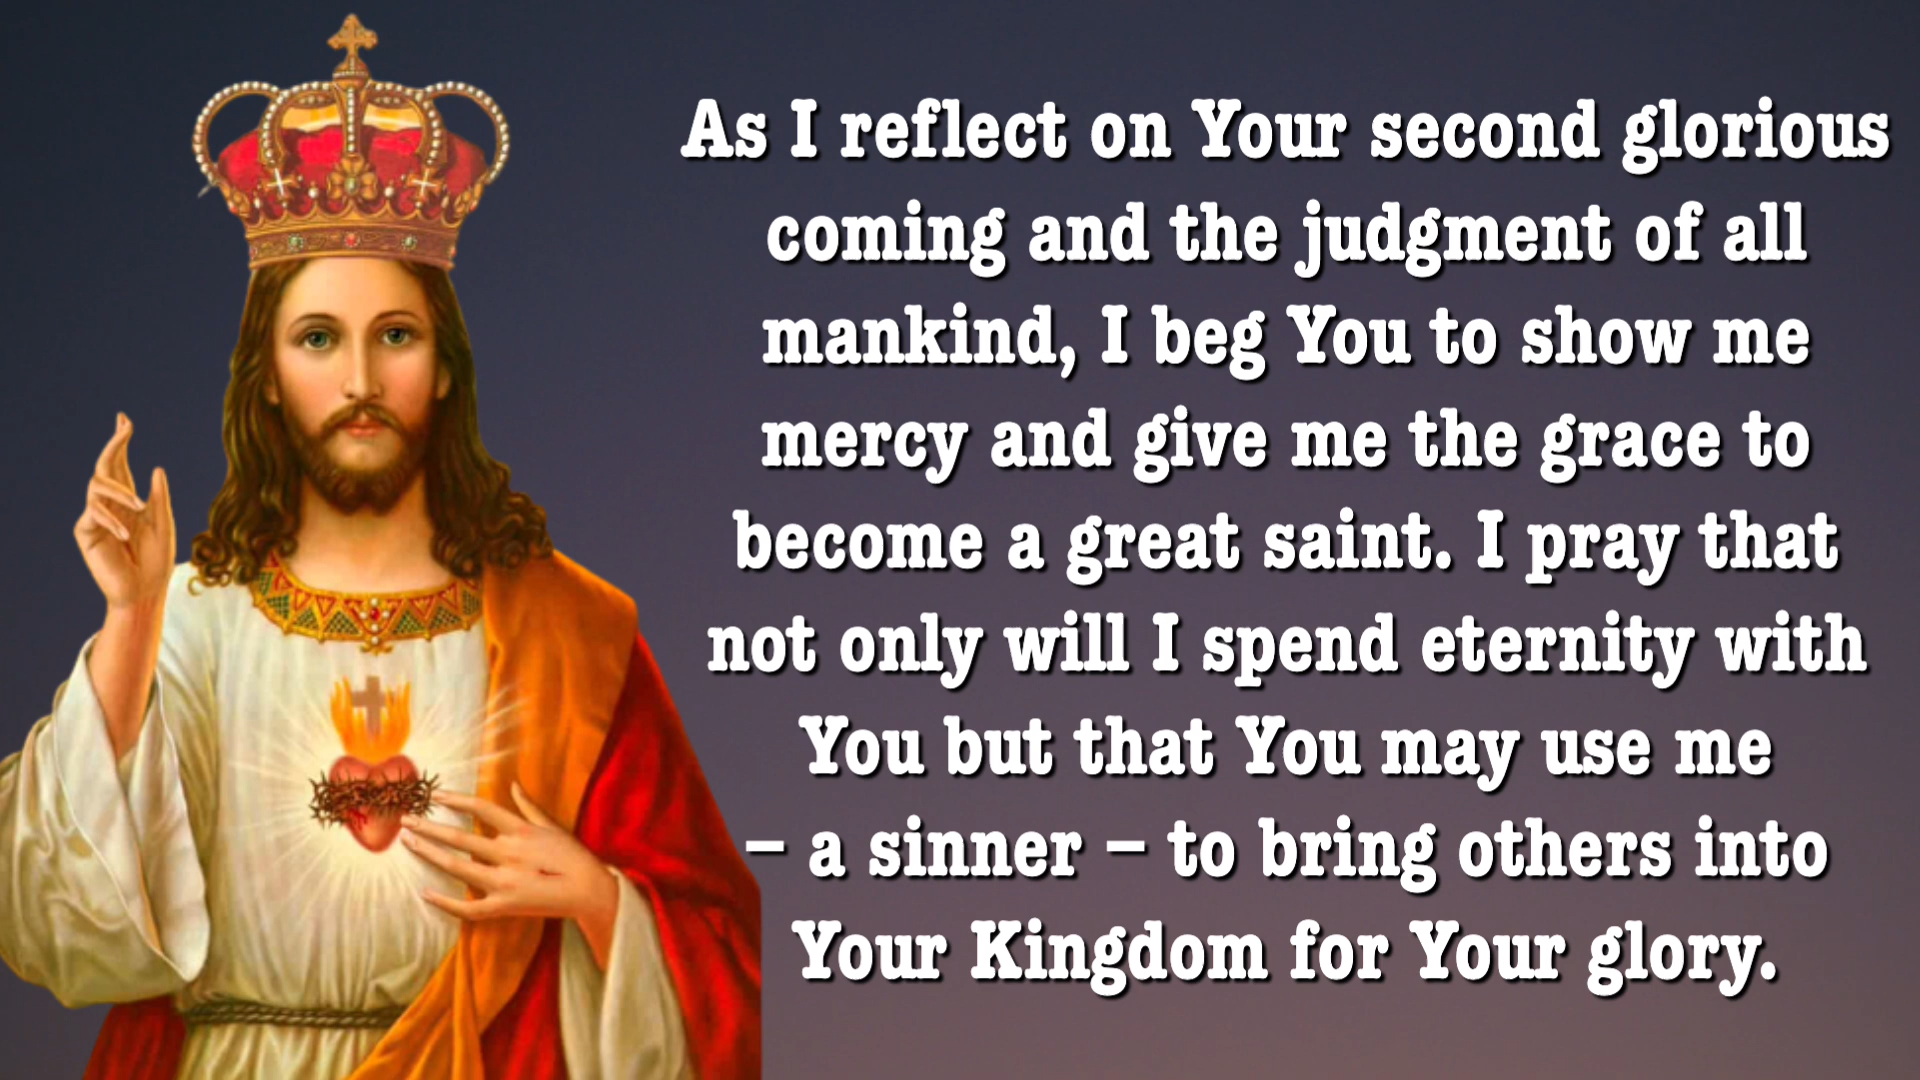 As I reflect on Your second glorious
coming and the judgment of all
mankind, I beg You to show me
mercy and give me the grace to
become a great saint. I pray that
not only will I spend eternity with
You but that You may use me
– a sinner – to bring others into
Your Kingdom for Your glory.